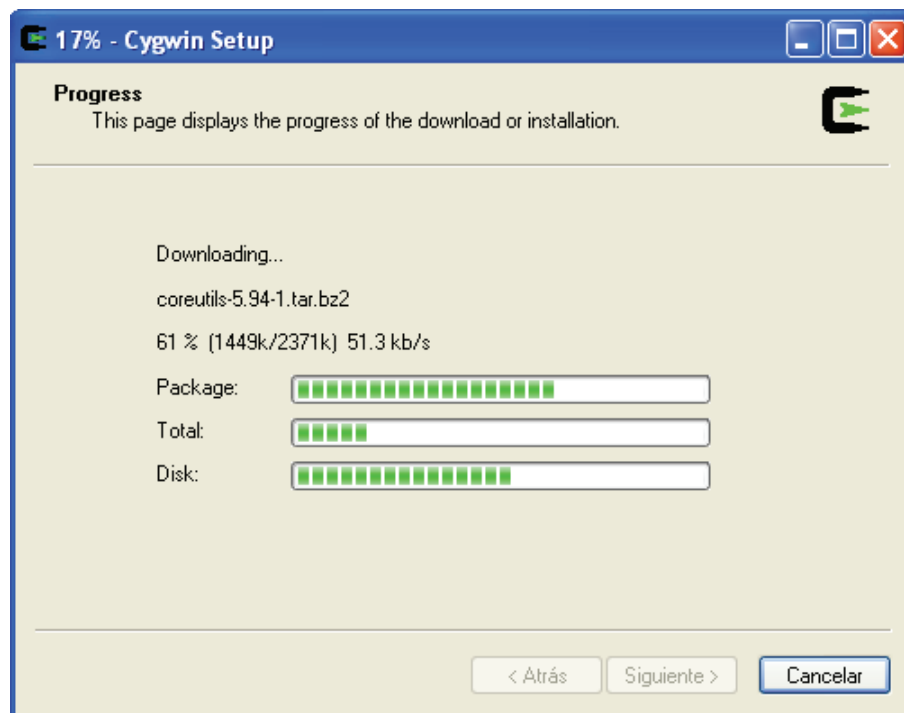 17% - Cygwin Setup
Progress
This page displays the progress of the download or installation.
Downloading...
coreutils-5.94-1.tar.bz2
61 % (1449k/2371k) 51.3 kb/s
Package:
Total:
Disk:
< Atrás Siguiente > Cancelar